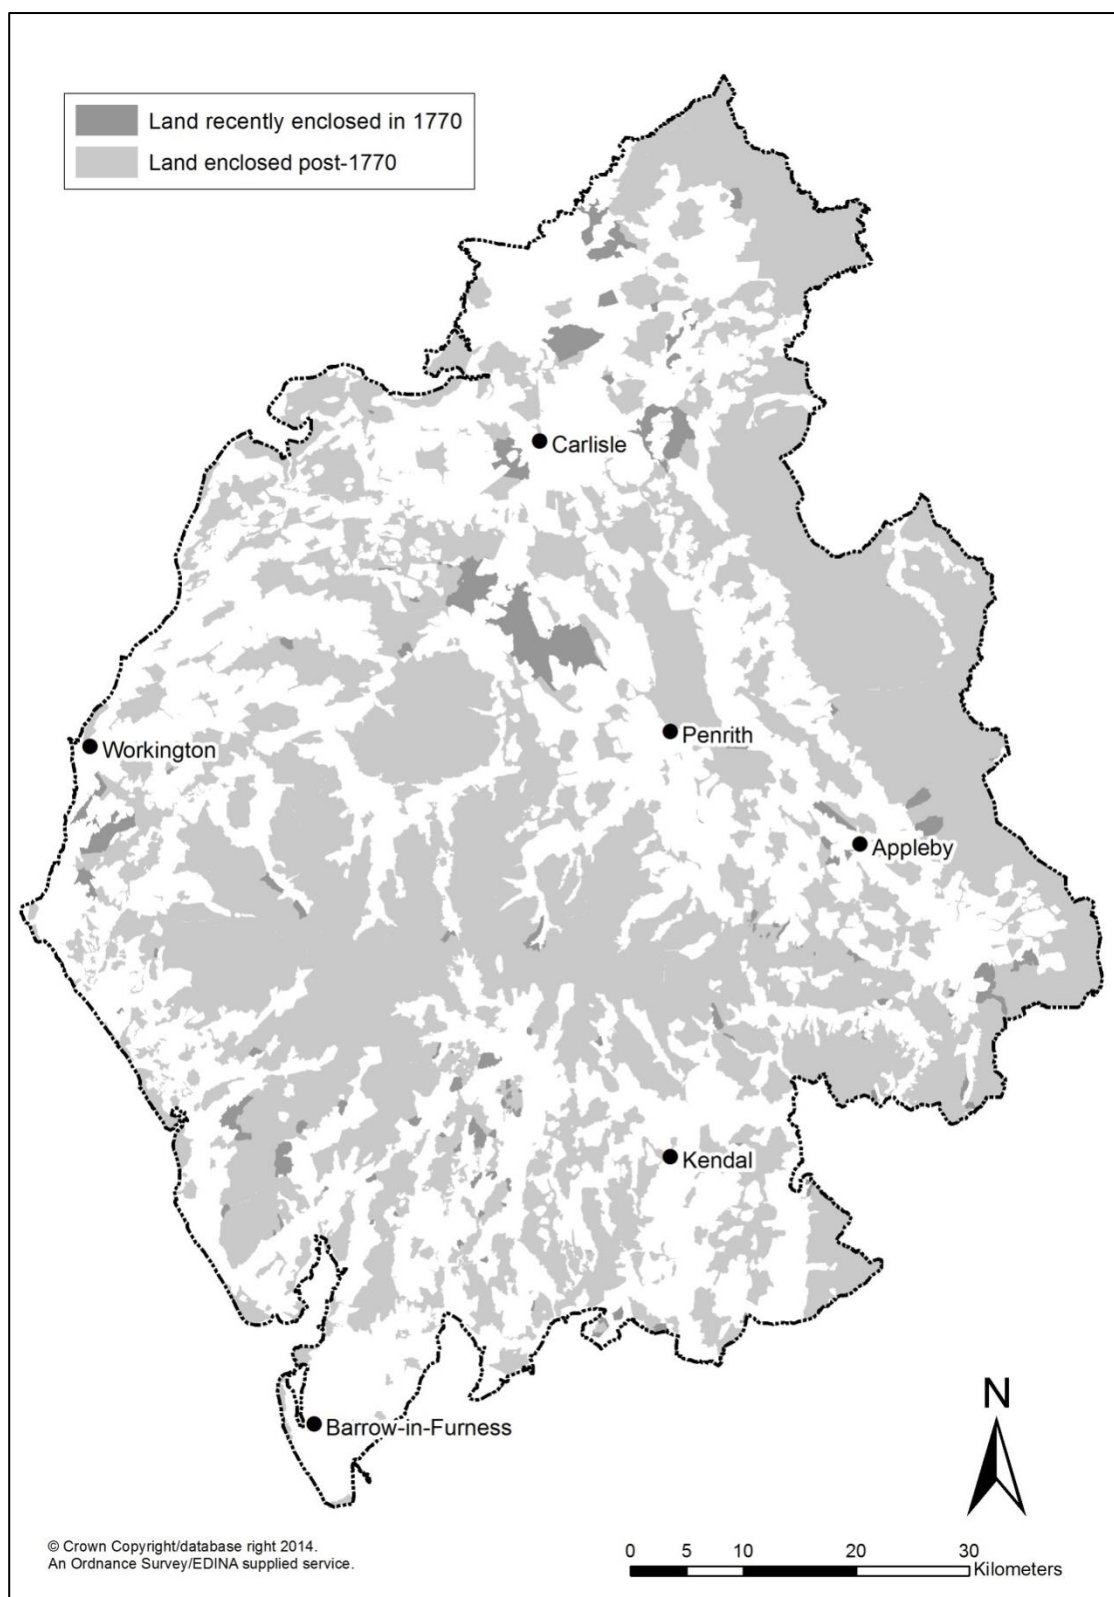 Land recently enclosed in 1770
Land enclosed post-1770
Carlisle
Workington
Penrith
Appleby
Kendal
Barrow-in-Furness
N
© Crown Copyright/database right 2014.
An Ordnance Survey/EDINA supplied service.
0 5 10 20 30
Kilometers